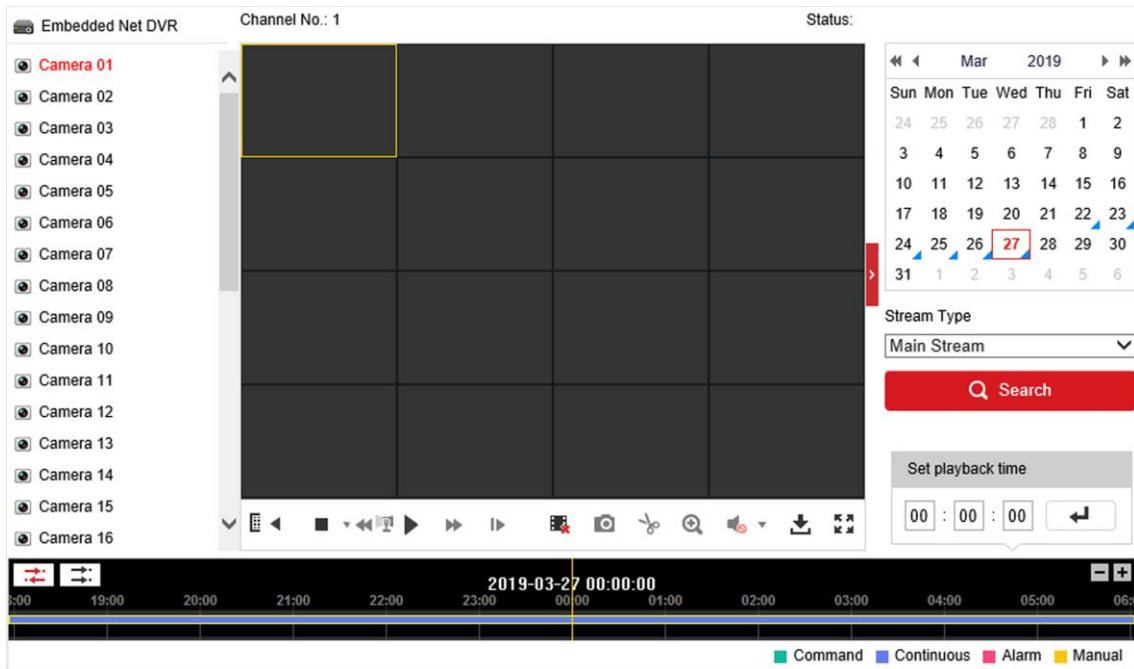 Embedded Net DVR
Channel No.: 1
Status:
Camera 01
Camera 02
Camera 03
Camera 04
Camera 05
Camera 06
Camera 07
Camera 08
Camera 09
Camera 10
Camera 11
Camera 12
Camera 13
Camera 14
Camera 15
Camera 16
Mar 2019
Sun Mon Tue Wed Thu Fri Sat
24 25 26 27 28 1 2
3 4 5 6 7 8 9
10 11 12 13 14 15 16
17 18 19 20 21 22 23
24 25 26 27 28 29 30
31 1 2 3 4 5 6
Stream Type
Main Stream
Search
Set playback time
00 : 00 : 00
2019-03-27 00:00:00
19:00 20:00 21:00 22:00 23:00 00:00 01:00 02:00 03:00 04:00 05:00
Command Continuous Alarm Manual